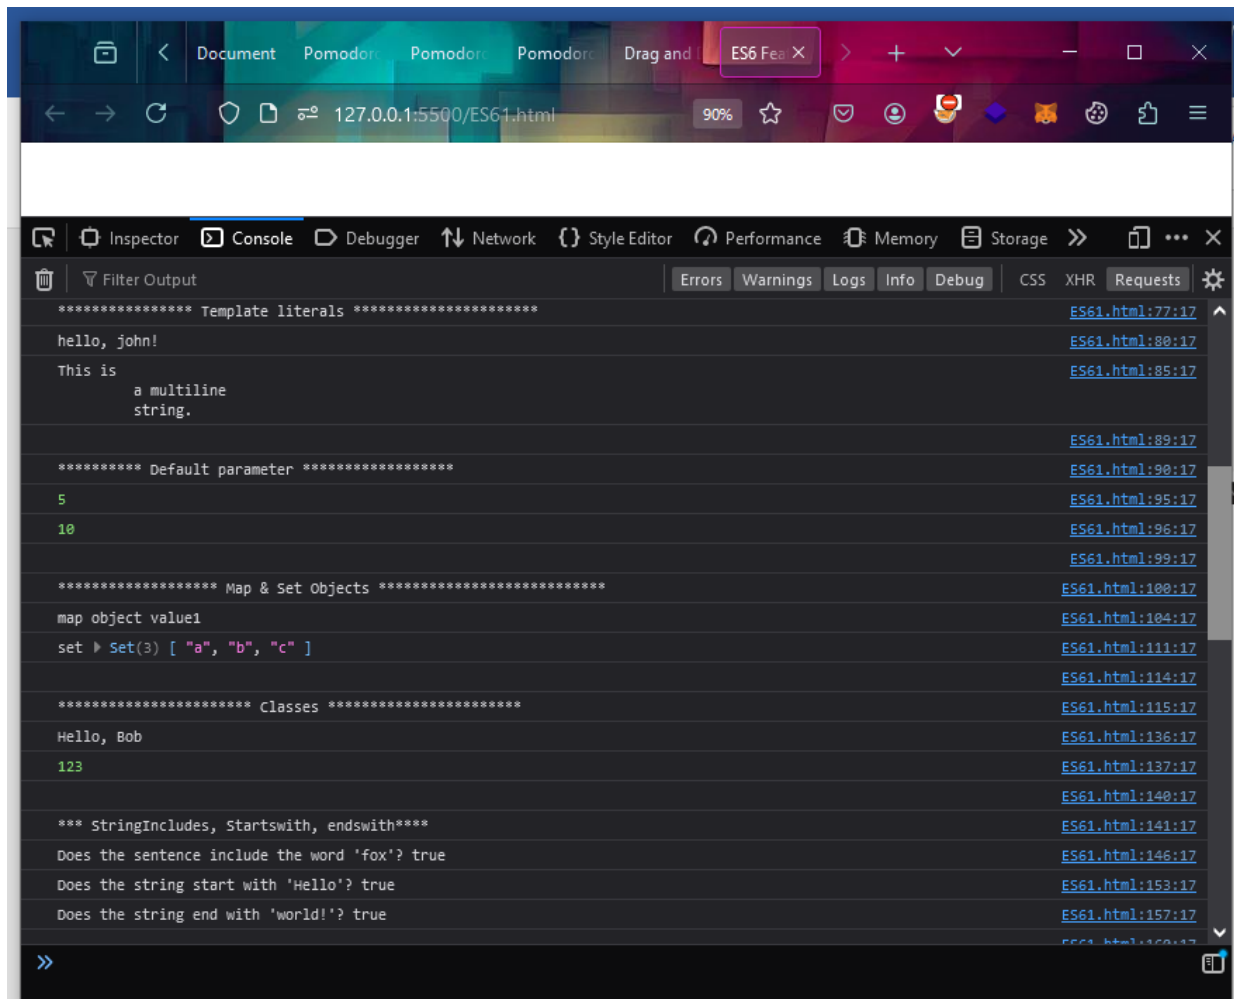 Document Pomodoro Pomodoro Pomodoro Drag and ES6 Fea
127.0.0.1:5500/ES61.html 90%
Inspector Console Debugger Network Style Editor Performance Memory Storage
Filter Output Errors Warnings Logs Info Debug CSS XHR Requests
**************** Template literals ********************** ES61.html:77:17
hello, john! ES61.html:80:17
This is ES61.html:85:17
a multiline
string.
ES61.html:89:17
********** Default parameter ****************** ES61.html:90:17
5 ES61.html:95:17
10 ES61.html:96:17
ES61.html:99:17
******************* Map & Set Objects *************************** ES61.html:100:17
map object value1 ES61.html:104:17
set Set(3) [ "a", "b", "c" ] ES61.html:111:17
ES61.html:114:17
*********************** Classes *********************** ES61.html:115:17
Hello, Bob ES61.html:136:17
123 ES61.html:137:17
ES61.html:140:17
*** StringIncludes, Startswith, endswith**** ES61.html:141:17
Does the sentence include the word 'fox'? true ES61.html:146:17
Does the string start with 'Hello'? true ES61.html:153:17
Does the string end with 'world!'? true ES61.html:157:17
ES61.html:160:17